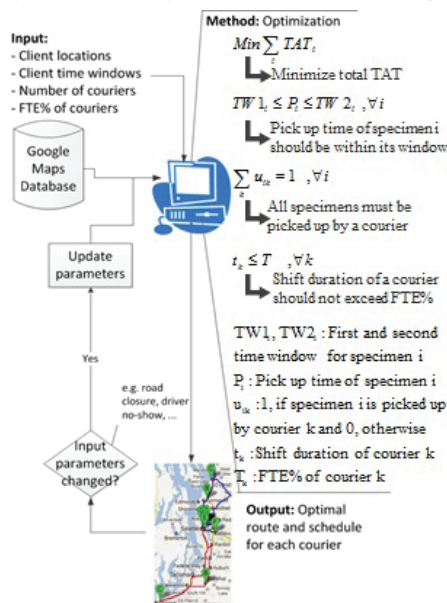 Input:
- Client locations
- Client time windows
- Number of couriers
- FTE% of couriers
Google
Maps
Database
Update
parameters
Yes
e.g. road
closure, driver
no-show, ...
Input
parameters
changed?
Method: Optimization
Min ∑ TAT_i
i
Minimize total TAT
TW1_i ≤ P_i ≤ TW2_i , ∀i
Pick up time of specimen i
should be within its window
∑ u_ik = 1 , ∀i
k
All specimens must be
picked up by a courier
t_k ≤ T , ∀k
Shift duration of a courier
should not exceed FTE%
TW1_i, TW2_i : First and second
time window for specimen i
P_i : Pick up time of specimen i
u_ik : 1, if specimen i is picked up
by courier k and 0, otherwise
t_k : Shift duration of courier k
T_k : FTE% of courier k
Output: Optimal
route and schedule
for each courier